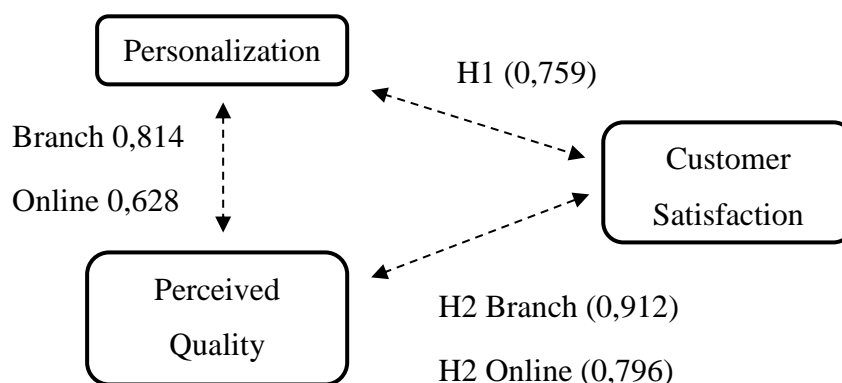 Personalization
H1 (0,759)
Branch 0,814
Online 0,628
Customer
Satisfaction
Perceived
Quality
H2 Branch (0,912)
H2 Online (0,796)